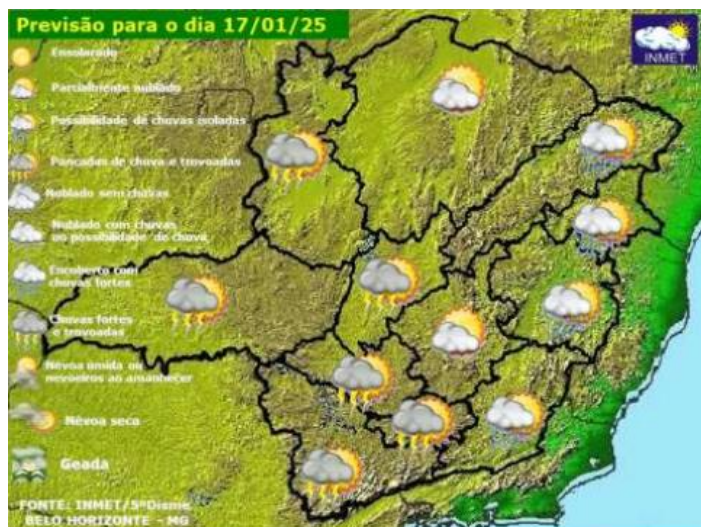 Previsão para o dia 17/01/25
INMET
Ensolarado
Parcialmente nublado
Possibilidade de chuvas isoladas
Pancadas de chuva e trovoadas
Nublado sem chuvas
Nublado com chuvas
ou possibilidade de chuva
Encoberto com
chuvas fortes
Chuvas fortes
e trovoadas
Névoa úmida ou
nevoeiros ao amanhecer
Névoa seca
Geada
FONTE: INMET/5ºDisme
BELO HORIZONTE - MG